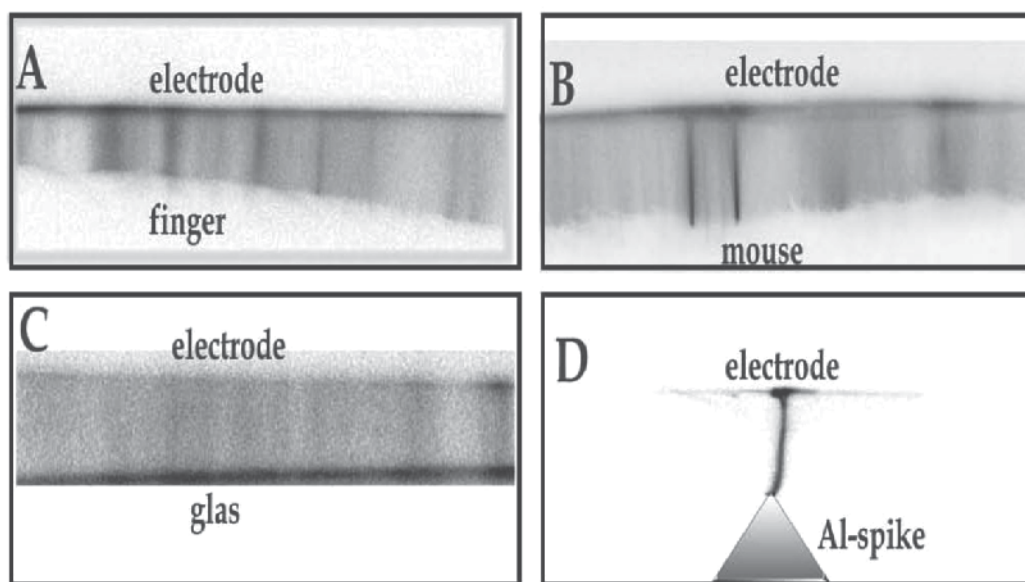 A
electrode
finger
B
electrode
mouse
C
electrode
glas
D
electrode
Al-spike